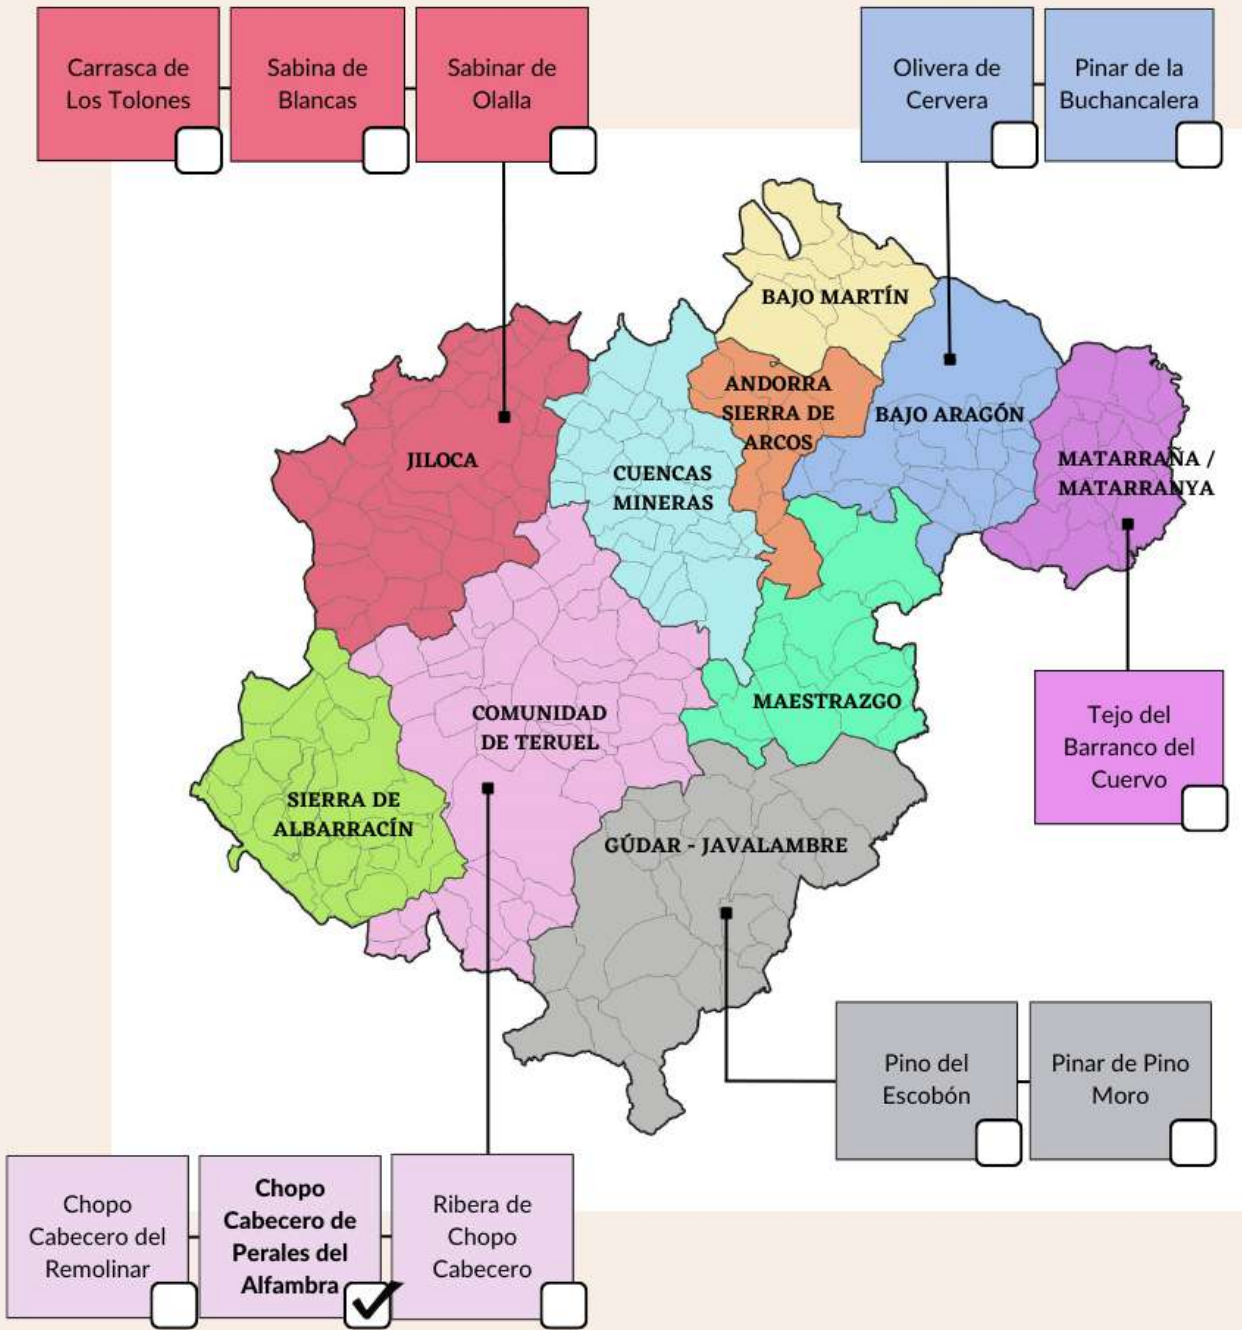 Carrasca de
Los Tolones
Sabina de
Blancas
Sabinar de
Olalla
Olivera de
Cervera
Pinar de la
Buchancalera
BAJO MARTÍN
ANDORRA
SIERRA DE
ARCOS
BAJO ARAGÓN
JILOCA
CUENCAS
MINERAS
MATARRAÑA /
MATARRANYA
MAESTRAZGO
COMUNIDAD
DE TERUEL
Tejo del
Barranco del
Cuervo
SIERRA DE
ALBARRACÍN
GÚDAR - JAVALAMBRE
Pino del
Escobón
Pinar de Pino
Moro
Chopo
Cabecero del
Remolinar
Chopo
Cabecero de
Perales del
Alfambra
Ribera de
Chopo
Cabecero